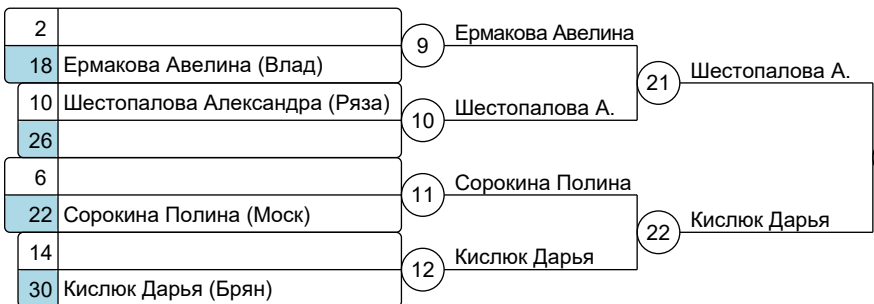 2
18 Ермакова Авелина (Влад)
10 Шестопалова Александра (Ряза)
26
6
22 Сорокина Полина (Моск)
14
30 Кислюк Дарья (Брян)
9 Ермакова Авелина
10 Шестопалова А.
11 Сорокина Полина
12 Кислюк Дарья
21 Шестопалова А.
22 Кислюк Дарья